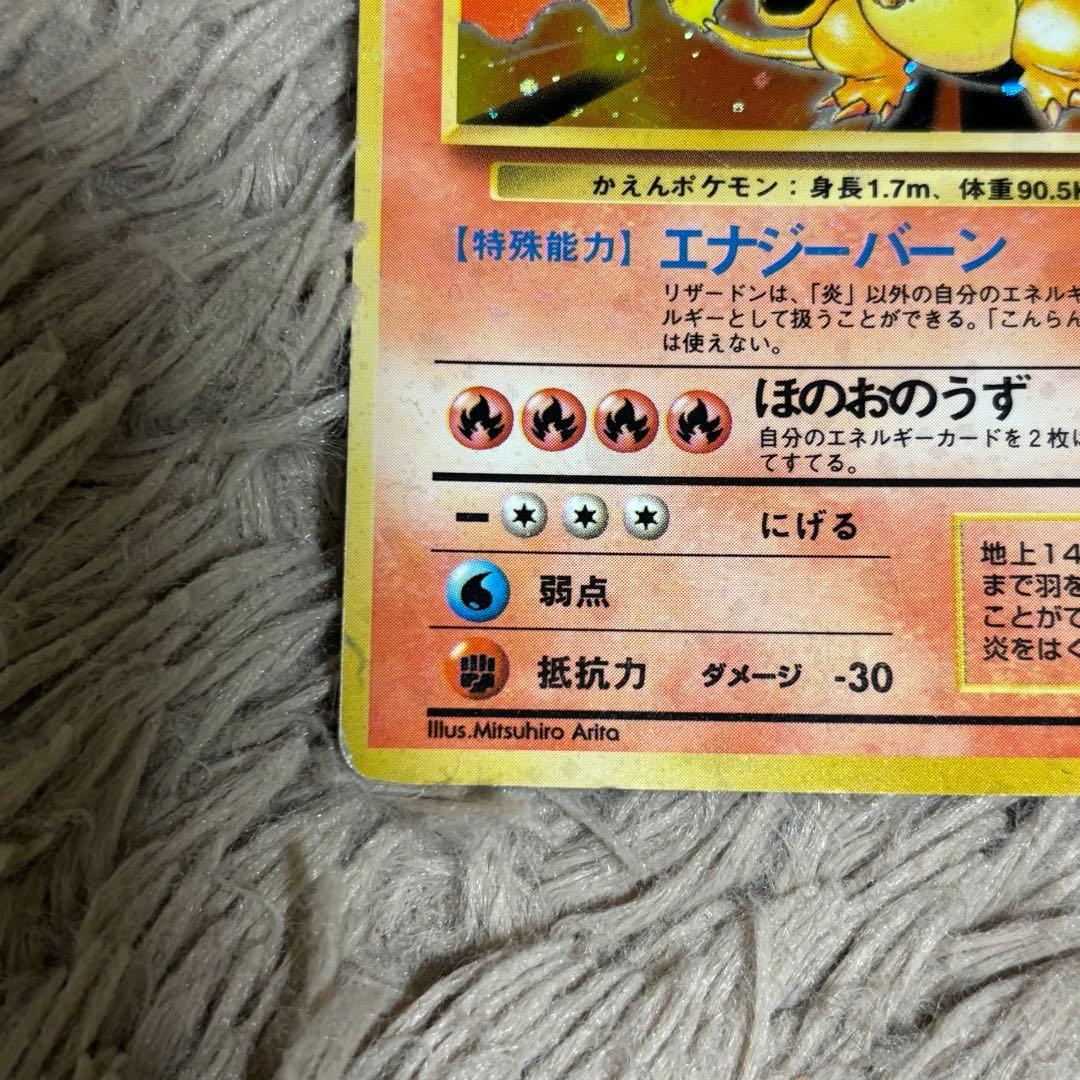 かえんポケモン：身長1.7m、体重90.5k
【特殊能力】 エナジーバーン
リザードンは、「炎」以外の自分のエネルギ
ルギーとして扱うことができる。「こんらん
は使えない。
ほのおのうず
自分のエネルギーカードを2枚に
てすてる。
にげる
弱点
抵抗力 ダメージ -30
地上14
まで羽を
ことがで
炎をはく
Illus.Mitsuhiro Arita